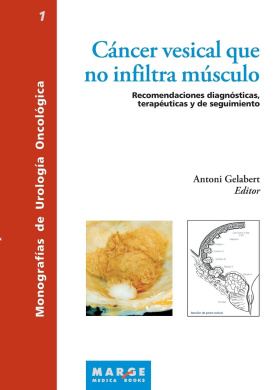 1
Monografías de Urología Oncológica
Cáncer vesical que
no infiltra músculo
Recomendaciones diagnósticas,
terapéuticas y de seguimiento
Antoni Gelabert
Editor
MARGE
MEDICA BOOKS